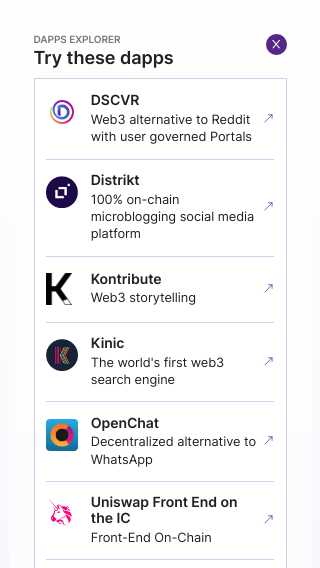 DAPPS EXPLORER
Try these dapps
X
DSCVR
Web3 alternative to Reddit
with user governed Portals
Distrikt
100% on-chain
microblogging social media
platform
Kontribute
Web3 storytelling
Kinic
The world's first web3
search engine
OpenChat
Decentralized alternative to
WhatsApp
Uniswap Front End on
the IC
Front-End On-Chain